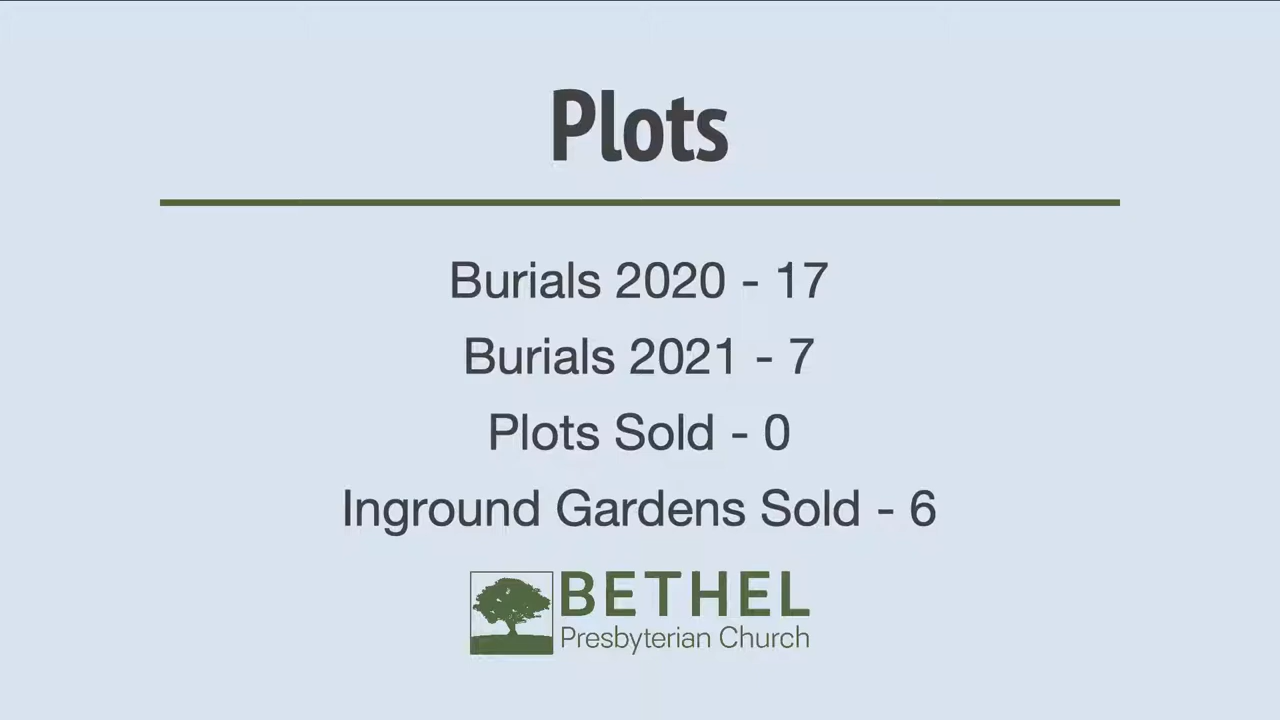 Plots
Burials 2020 - 17
Burials 2021 - 7
Plots Sold - 0
Inground Gardens Sold - 6
BETHEL
Presbyterian Church